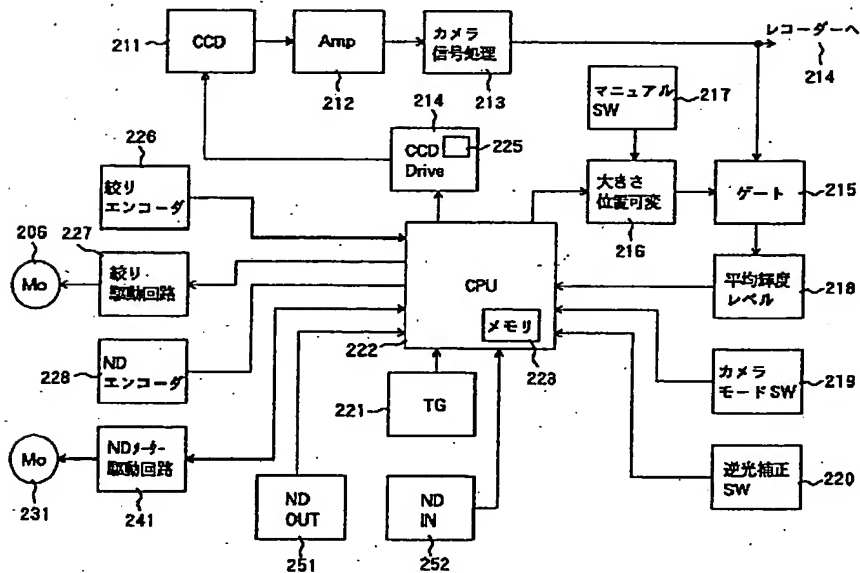 211
CCD
Amp
212
カメラ
信号処理
213
レコーダーへ
214
マニュアル
SW
217
214
CCD
Drive
225
226
絞り
エンコーダ
大きさ
位置可変
216
ゲート
215
206
Mo
227
絞り
駆動回路
CPU
メモリ
222
223
平均輝度
レベル
218
228
ND
エンコーダ
221
TG
カメラ
モードSW
219
Mo
231
NDモーター
駆動回路
241
ND
OUT
251
ND
IN
252
逆光補正
SW
220